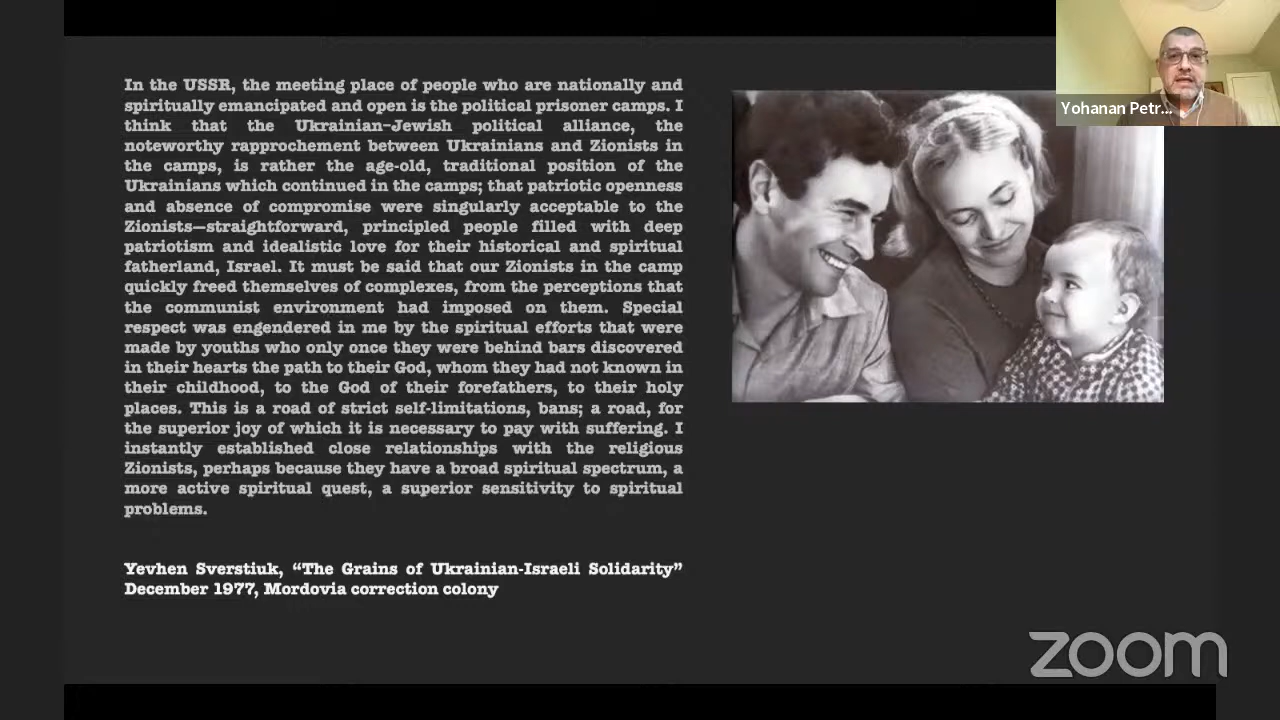 In the USSR, the meeting place of people who are nationally and
spiritually emancipated and open is the political prisoner camps. I
think that the Ukrainian-Jewish political alliance, the
noteworthy rapprochement between Ukrainians and Zionists in
the camps, is rather the age-old, traditional position of the
Ukrainians which continued in the camps; that patriotic openness
and absence of compromise were singularly acceptable to the
Zionists—straightforward, principled people filled with deep
patriotism and idealistic love for their historical and spiritual
fatherland, Israel. It must be said that our Zionists in the camp
quickly freed themselves of complexes, from the perceptions that
the communist environment had imposed on them. Special
respect was engendered in me by the spiritual efforts that were
made by youths who only once they were behind bars discovered
in their hearts the path to their God, whom they had not known in
their childhood, to the God of their forefathers, to their holy
places. This is a road of strict self-limitations, bans; a road, for
the superior joy of which it is necessary to pay with suffering. I
instantly established close relationships with the religious
Zionists, perhaps because they have a broad spiritual spectrum, a
more active spiritual quest, a superior sensitivity to spiritual
problems.
Yevhen Sverstiuk, “The Grains of Ukrainian-Israeli Solidarity”
December 1977, Mordovia correction colony
Yohanan Petr...
zoom